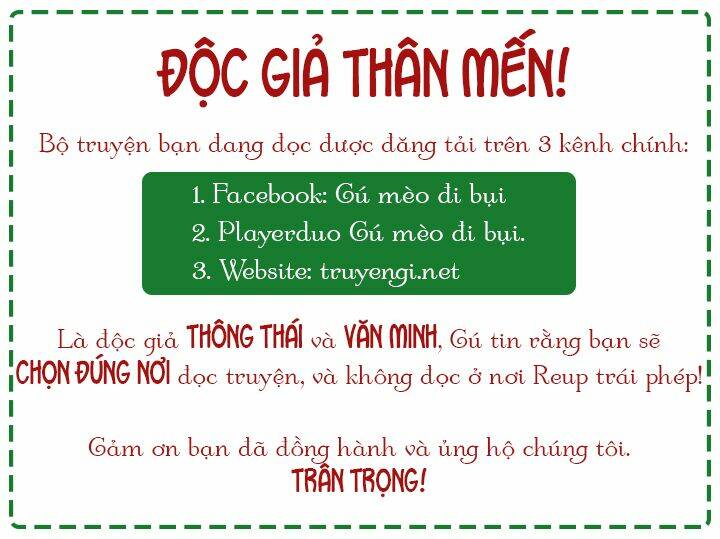 ĐỘC GIẢ THÂN MẾN!
Bộ truyện bạn đang đọc được đăng tải trên 3 kênh chính:
1. Facebook: Cú mèo đi bụi
2. Playerduo Cú mèo đi bụi.
3. Website: truyengi.net
Là độc giả THÔNG THÁI và VĂN MINH, Cú tin rằng bạn sẽ
CHỌN ĐÚNG NƠI đọc truyện, và không đọc ở nơi Reup trái phép!
Cảm ơn bạn đã đồng hành và ủng hộ chúng tôi.
TRÂN TRỌNG!